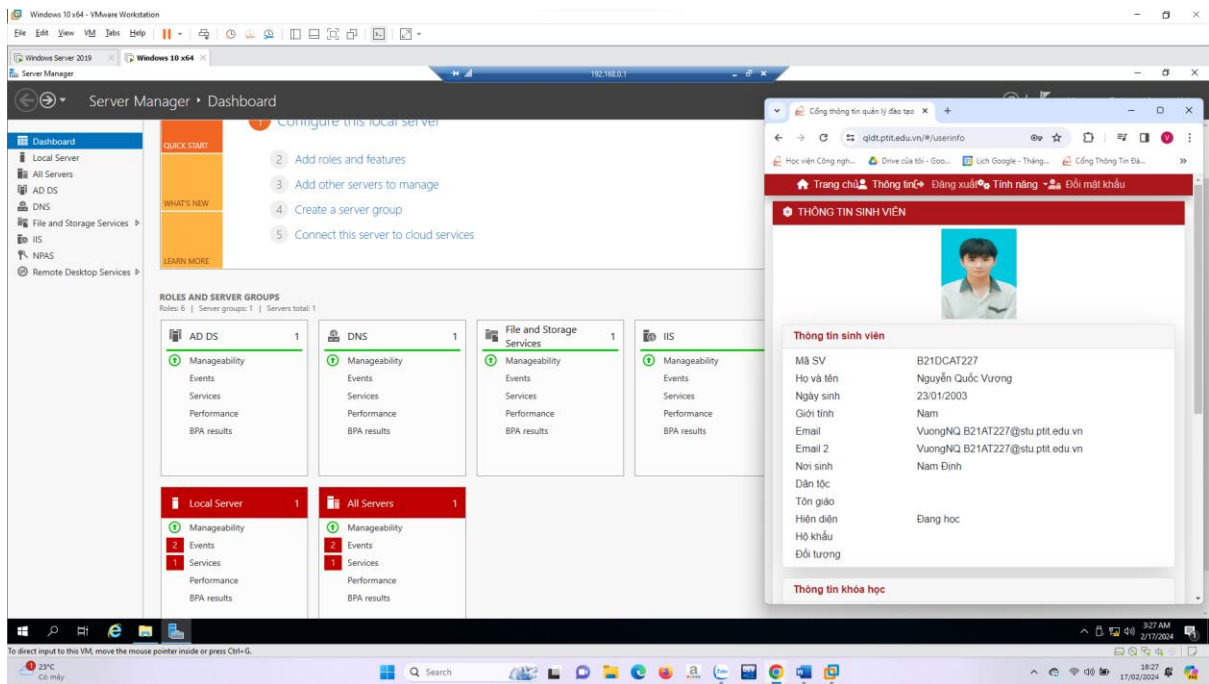 Windows 10 x64 - VMware Workstation
File Edit View VM Tabs Help
Windows Server 2019
Windows 10 x64
Server Manager
192.168.0.1
Server Manager • Dashboard
Dashboard
Local Server
All Servers
AD DS
DNS
File and Storage Services
IIS
NPAS
Remote Desktop Services
QUICK START
WHAT'S NEW
LEARN MORE
1 Configure this local server
2 Add roles and features
3 Add other servers to manage
4 Create a server group
5 Connect this server to cloud services
ROLES AND SERVER GROUPS
Roles: 6 | Server groups: 1 | Servers total: 1
AD DS 1
Manageability
Events
Services
Performance
BPA results
DNS 1
Manageability
Events
Services
Performance
BPA results
File and Storage Services 1
Manageability
Events
Services
Performance
BPA results
IIS 1
Manageability
Events
Services
Performance
BPA results
Local Server 1
Manageability
2 Events
1 Services
Performance
BPA results
All Servers 1
Manageability
2 Events
1 Services
Performance
BPA results
Cổng thông tin quản lý đào tạo
qldt.ptit.edu.vn/#/userinfo
V
Học viện Công ngh...
Drive của tôi - Goo...
Lịch Google - Tháng...
Cổng Thông Tin Đà...
Trang chủ Thông tin Đăng xuất Tính năng Đổi mật khẩu
THÔNG TIN SINH VIÊN
Thông tin sinh viên
Mã SV B21DCAT227
Họ và tên Nguyễn Quốc Vượng
Ngày sinh 23/01/2003
Giới tính Nam
Email VuongNQ.B21AT227@stu.ptit.edu.vn
Email 2 VuongNQ.B21AT227@stu.ptit.edu.vn
Nơi sinh Nam Định
Dân tộc
Tôn giáo
Hiện diện Đang học
Hộ khẩu
Đối tượng
Thông tin khóa học
3:27 AM
2/17/2024
To direct input to this VM, move the mouse pointer inside or press Ctrl+G.
23°C
Có mây
Search
18:27
17/02/2024